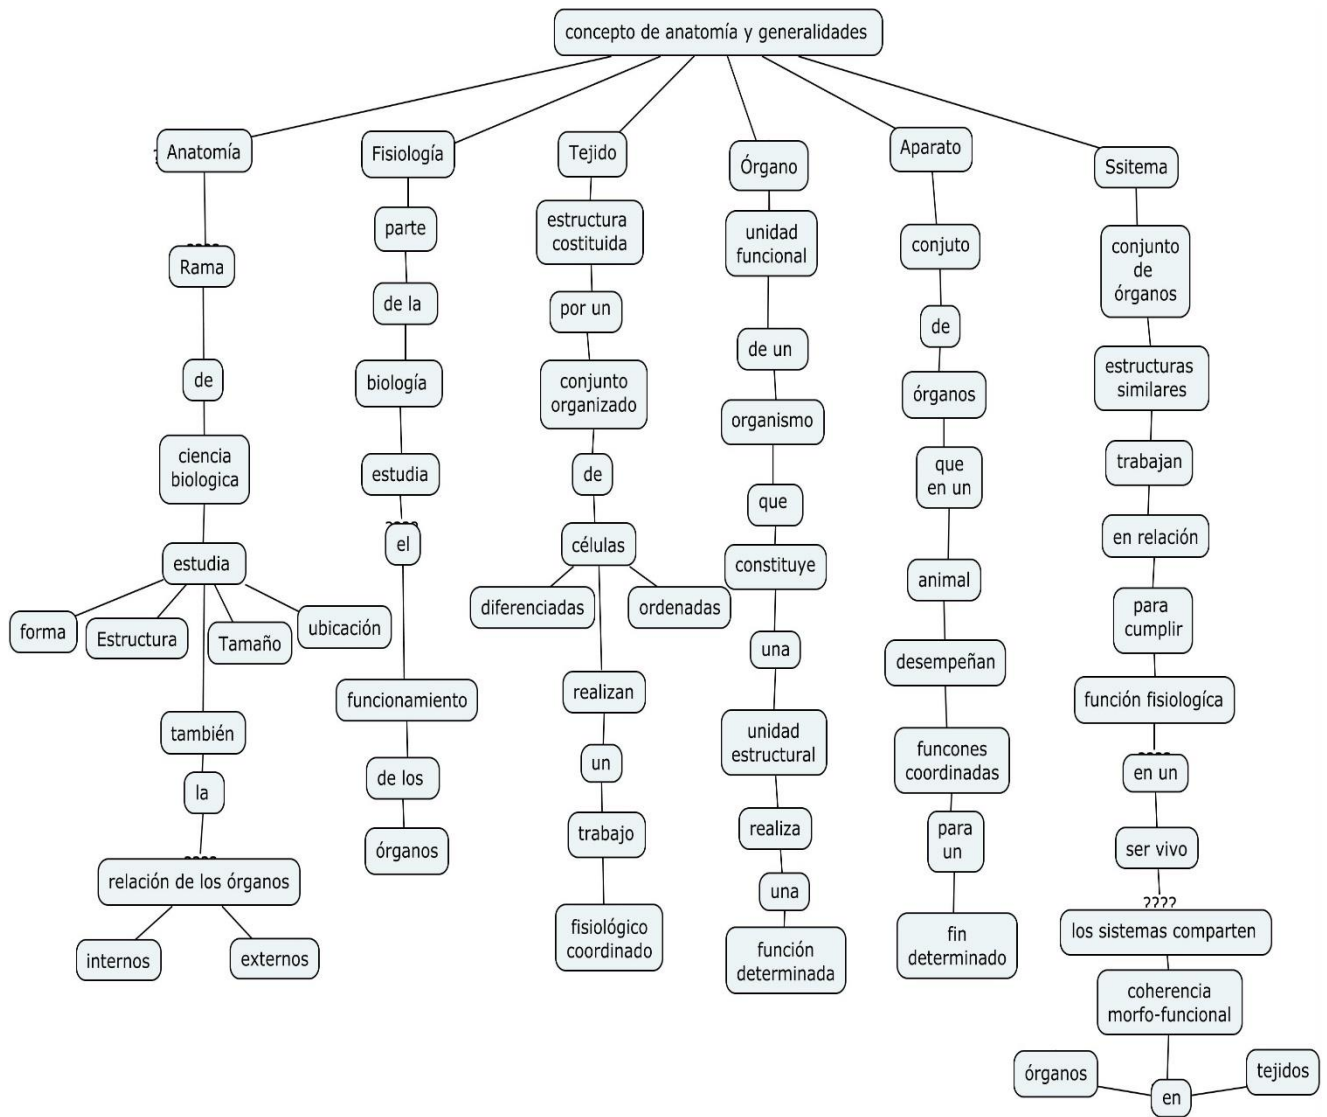 concepto de anatomía y generalidades
Anatomía
????
Rama
de
ciencia
biologica
estudia
forma
Estructura
Tamaño
ubicación
también
la
????
relación de los órganos
internos
externos
Fisiología
parte
de la
biología
estudia
????
el
funcionamiento
de los
órganos
Tejido
estructura
costituida
por un
conjunto
organizado
de
células
diferenciadas
ordenadas
realizan
un
trabajo
fisiológico
coordinado
Órgano
unidad
funcional
de un
organismo
que
constituye
una
unidad
estructural
realiza
una
función
determinada
Aparato
conjuto
de
órganos
que
en un
animal
desempeñan
funcones
coordinadas
para
un
fin
determinado
Ssitema
conjunto
de
órganos
estructuras
similares
trabajan
en relación
para
cumplir
función fisiologíca
????
en un
ser vivo
????
los sistemas comparten
coherencia
morfo-funcional
en
órganos
tejidos